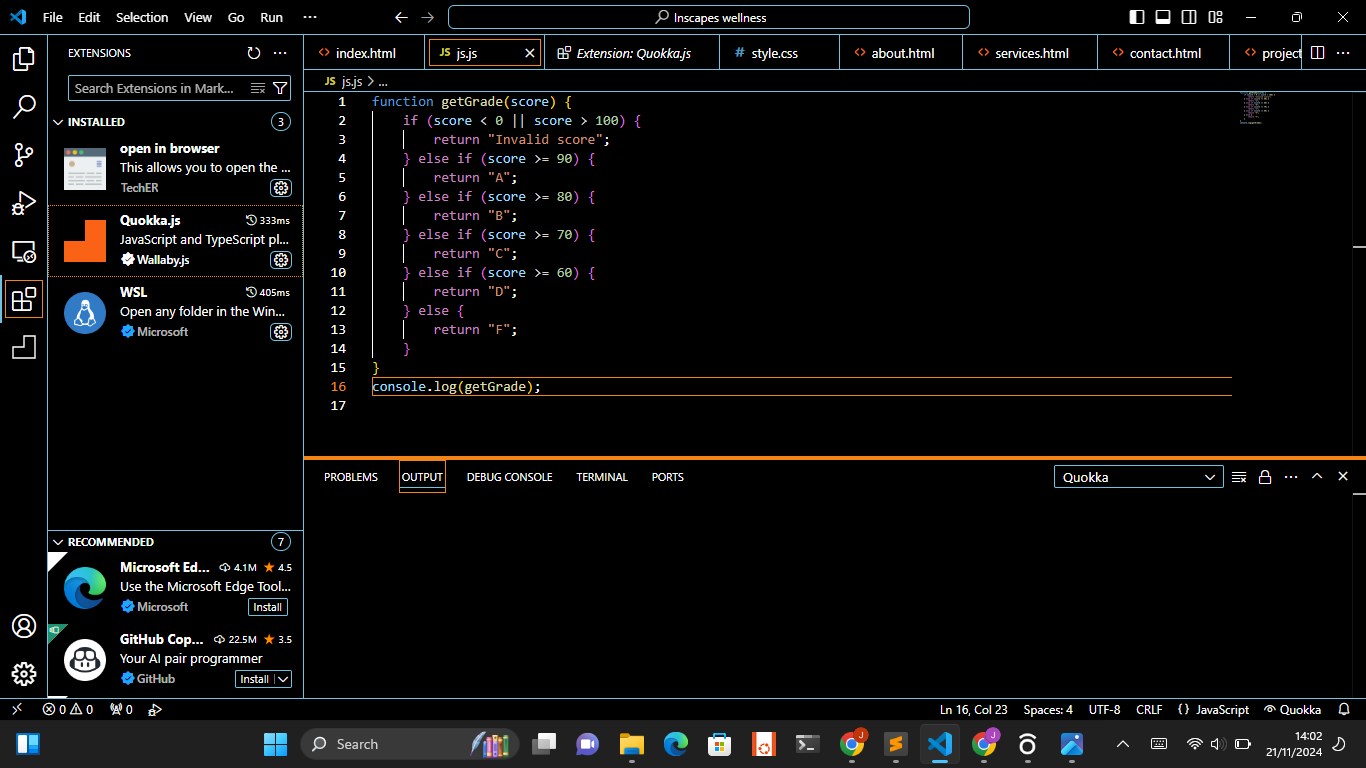 File Edit Selection View Go Run ··· Inscapes wellness
EXTENSIONS
Search Extensions in Mark...
INSTALLED 3
open in browser
This allows you to open the ...
TechER
Quokka.js 333ms
JavaScript and TypeScript pl...
Wallaby.js
WSL 405ms
Open any folder in the Win...
Microsoft
RECOMMENDED 7
Microsoft Ed... 4.1M 4.5
Use the Microsoft Edge Tool...
Microsoft Install
GitHub Cop... 22.5M 3.5
Your AI pair programmer
GitHub Install
index.html JS js.js Extension: Quokka.js # style.css about.html services.html contact.html project
JS js.js > ...
1 function getGrade(score) {
2 if (score < 0 || score > 100) {
3 return "Invalid score";
4 } else if (score >= 90) {
5 return "A";
6 } else if (score >= 80) {
7 return "B";
8 } else if (score >= 70) {
9 return "C";
10 } else if (score >= 60) {
11 return "D";
12 } else {
13 return "F";
14 }
15 }
16 console.log(getGrade);
17
PROBLEMS OUTPUT DEBUG CONSOLE TERMINAL PORTS Quokka
0 0 0 Ln 16, Col 23 Spaces: 4 UTF-8 CRLF {} JavaScript Quokka
Search
J
J
14:02
21/11/2024